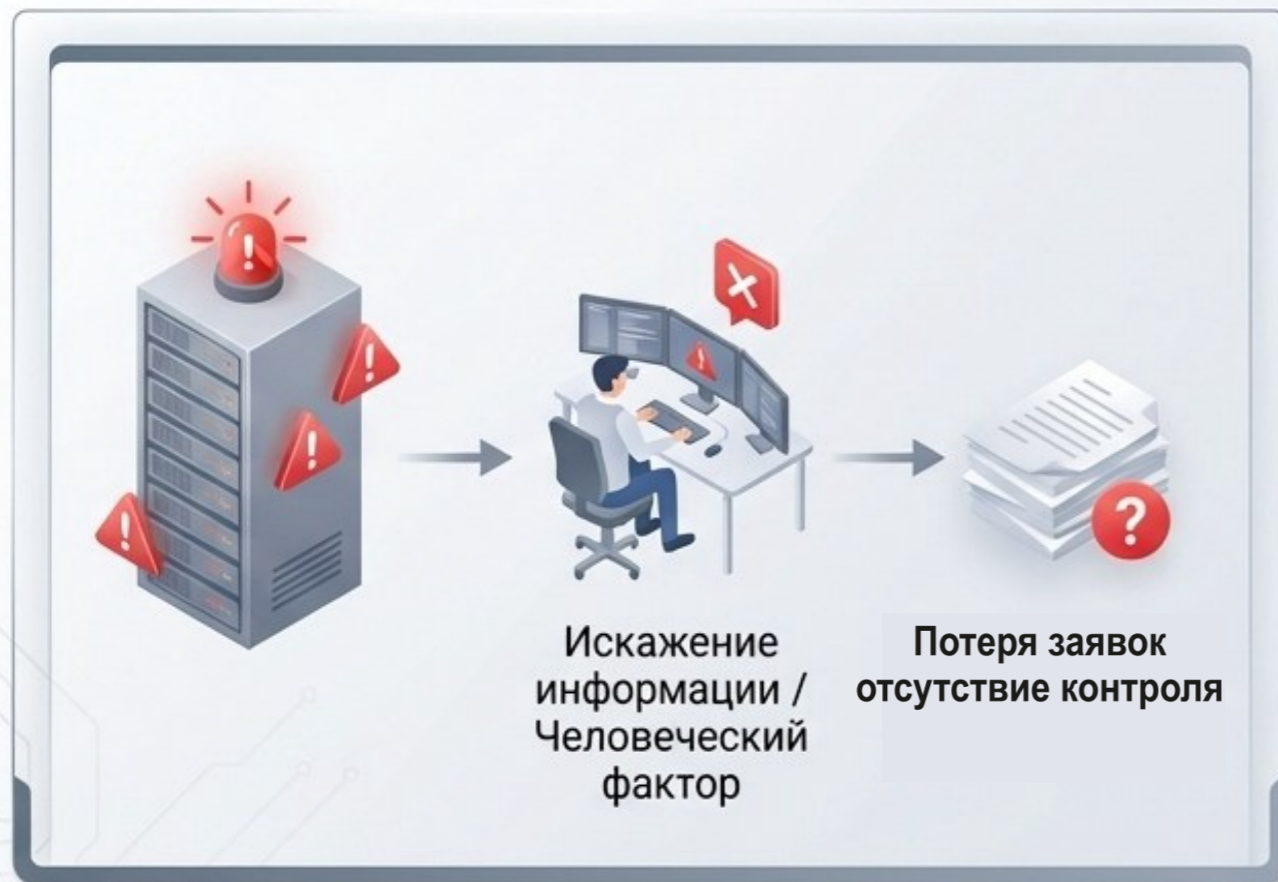 Искажение
информации /
Человеческий
фактор
Потеря заявок
отсутствие контроля